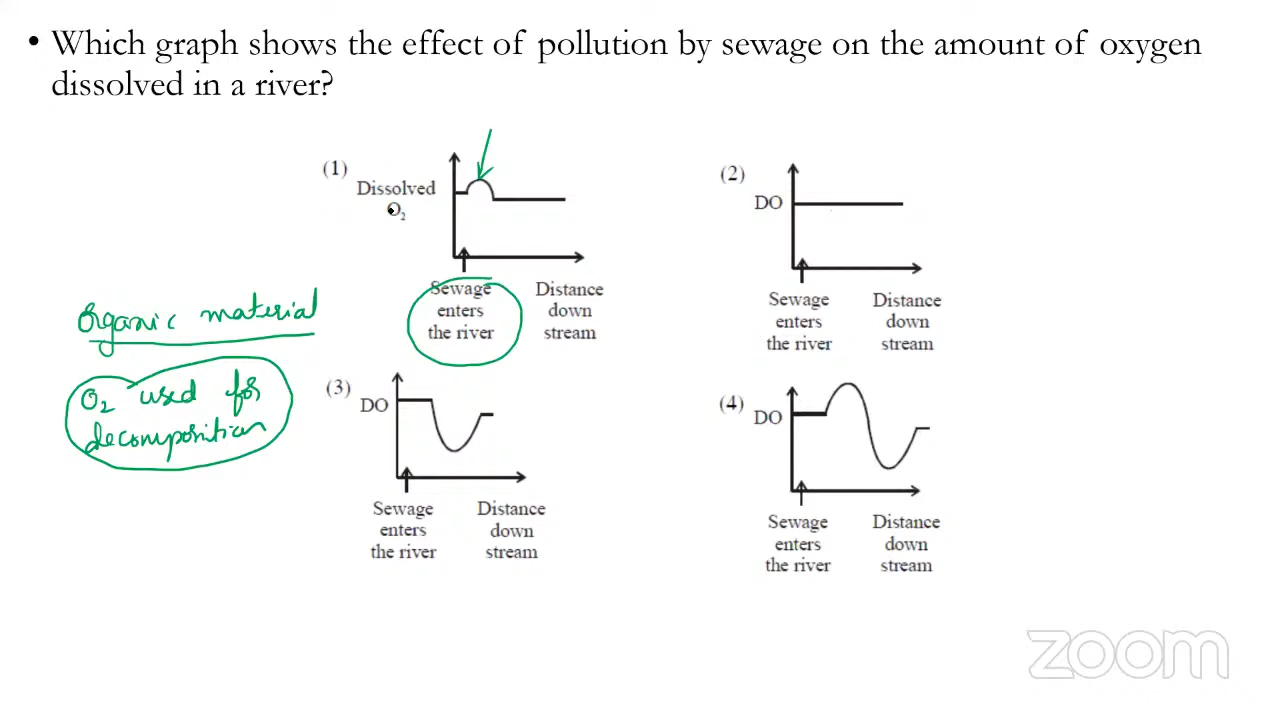 • Which graph shows the effect of pollution by sewage on the amount of oxygen
dissolved in a river?
(1)
Dissolved
O₂
Sewage
enters
the river
Distance
down
stream
(2)
DO
Sewage
enters
the river
Distance
down
stream
Organic material
O₂ used for
decomposition
(3)
DO
Sewage
enters
the river
Distance
down
stream
(4)
DO
Sewage
enters
the river
Distance
down
stream
zoom